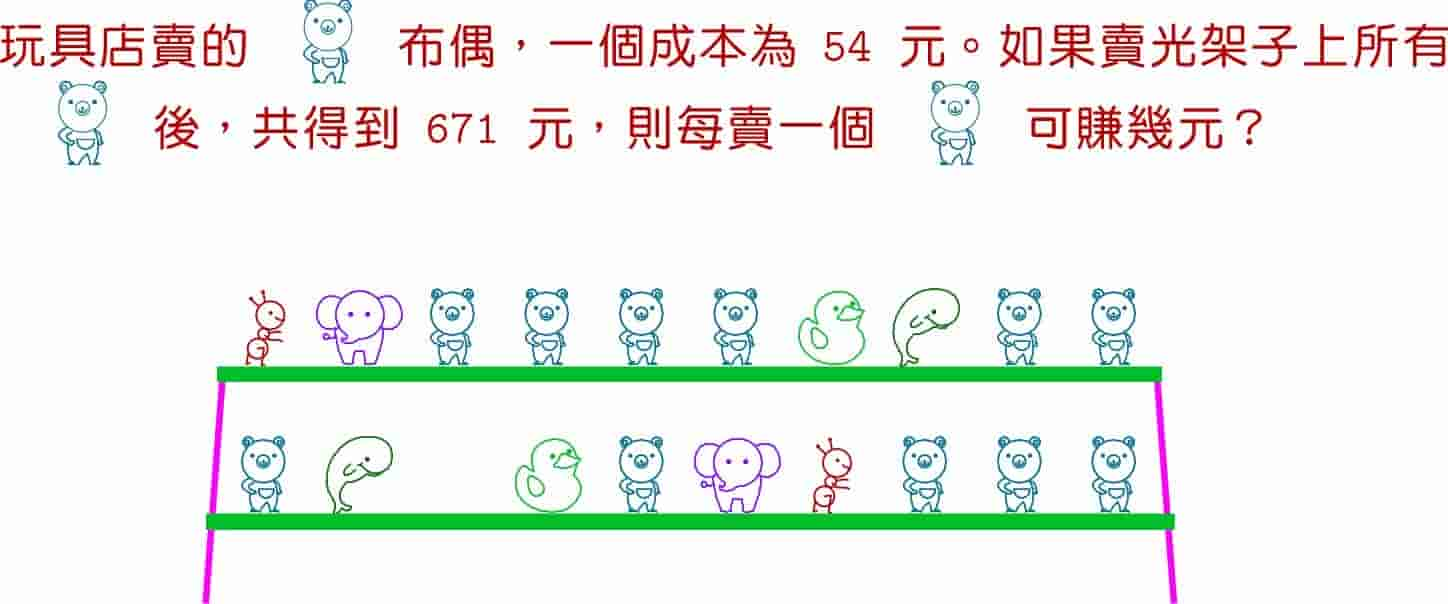 玩具店賣的 布偶，一個成本為 54 元。如果賣光架子上所有
後，共得到 671 元，則每賣一個 可賺幾元？